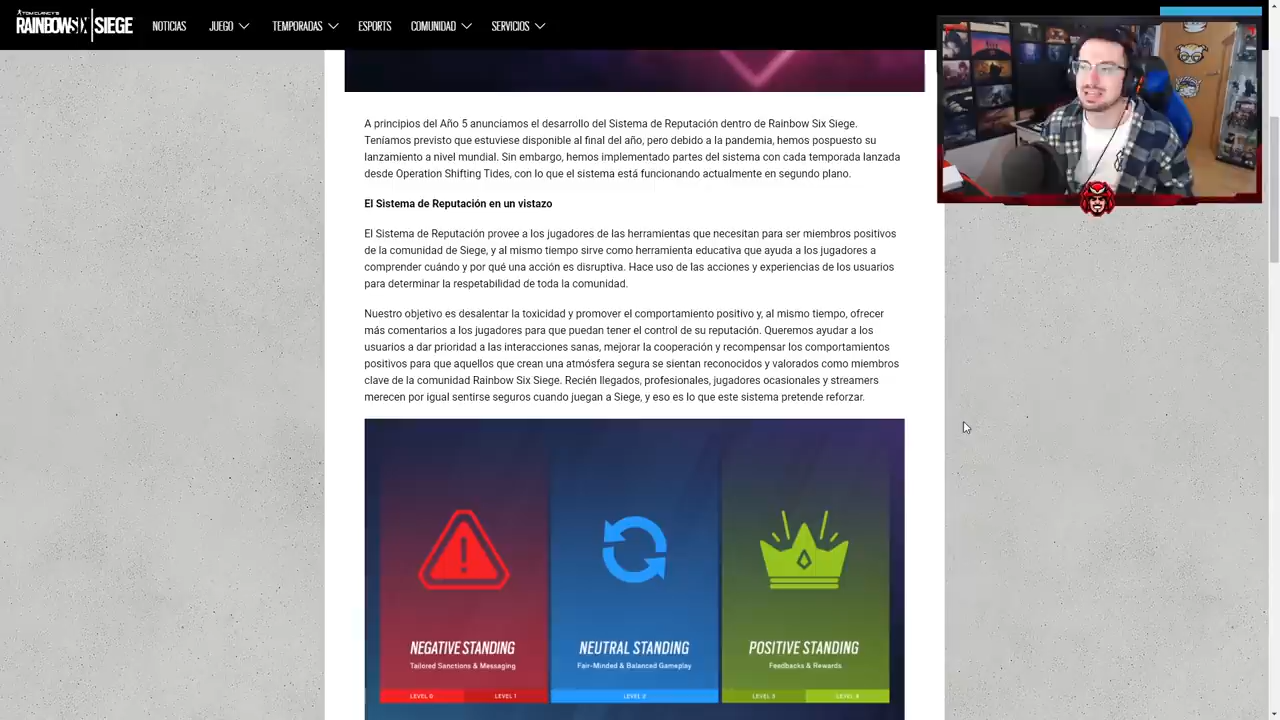 TOM CLANCY'S
RAINBOWSIX | SIEGE
NOTICIAS
JUEGO
TEMPORADAS
ESPORTS
COMUNIDAD
SERVICIOS
A principios del Año 5 anunciamos el desarrollo del Sistema de Reputación dentro de Rainbow Six Siege.
Teníamos previsto que estuviese disponible al final del año, pero debido a la pandemia, hemos pospuesto su
lanzamiento a nivel mundial. Sin embargo, hemos implementado partes del sistema con cada temporada lanzada
desde Operation Shifting Tides, con lo que el sistema está funcionando actualmente en segundo plano.
El Sistema de Reputación en un vistazo
El Sistema de Reputación provee a los jugadores de las herramientas que necesitan para ser miembros positivos
de la comunidad de Siege, y al mismo tiempo sirve como herramienta educativa que ayuda a los jugadores a
comprender cuándo y por qué una acción es disruptiva. Hace uso de las acciones y experiencias de los usuarios
para determinar la respetabilidad de toda la comunidad.
Nuestro objetivo es desalentar la toxicidad y promover el comportamiento positivo y, al mismo tiempo, ofrecer
más comentarios a los jugadores para que puedan tener el control de su reputación. Queremos ayudar a los
usuarios a dar prioridad a las interacciones sanas, mejorar la cooperación y recompensar los comportamientos
positivos para que aquellos que crean una atmósfera segura se sientan reconocidos y valorados como miembros
clave de la comunidad Rainbow Six Siege. Recién llegados, profesionales, jugadores ocasionales y streamers
merecen por igual sentirse seguros cuando juegan a Siege, y eso es lo que este sistema pretende reforzar.
NEGATIVE STANDING
Tailored Sanctions & Messaging
LEVEL 0
LEVEL 1
NEUTRAL STANDING
Fair-Minded & Balanced Gameplay
LEVEL 2
POSITIVE STANDING
Feedbacks & Rewards
LEVEL 3
LEVEL 4